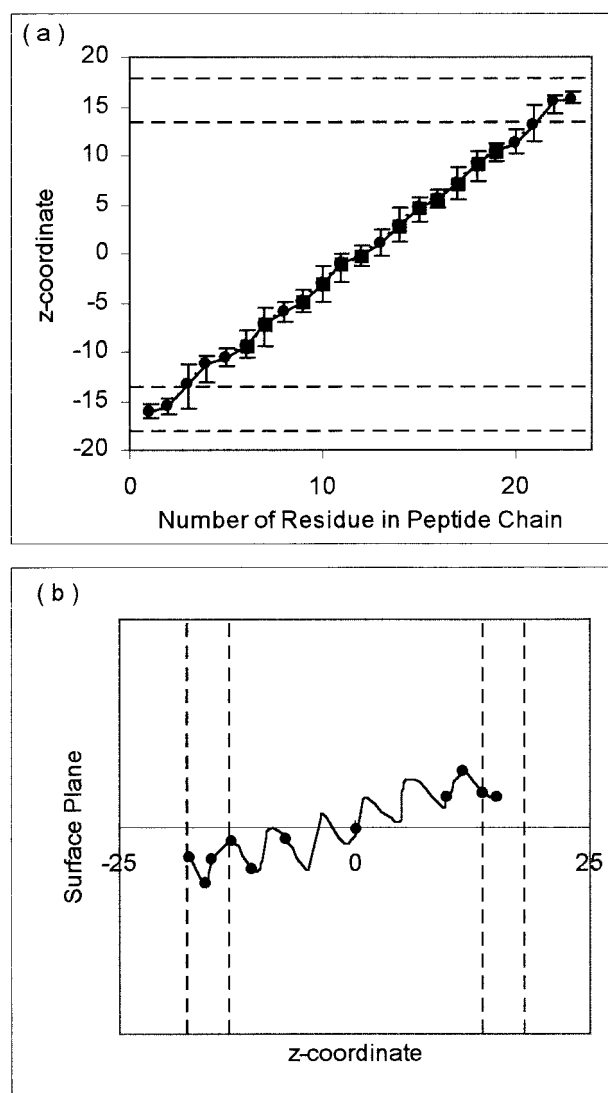 ( a )
20
15
10
5
0
-5
-10
-15
-20
z-coordinate
0
10
20
Number of Residue in Peptide Chain
( b )
Surface Plane
-25
0
25
z-coordinate